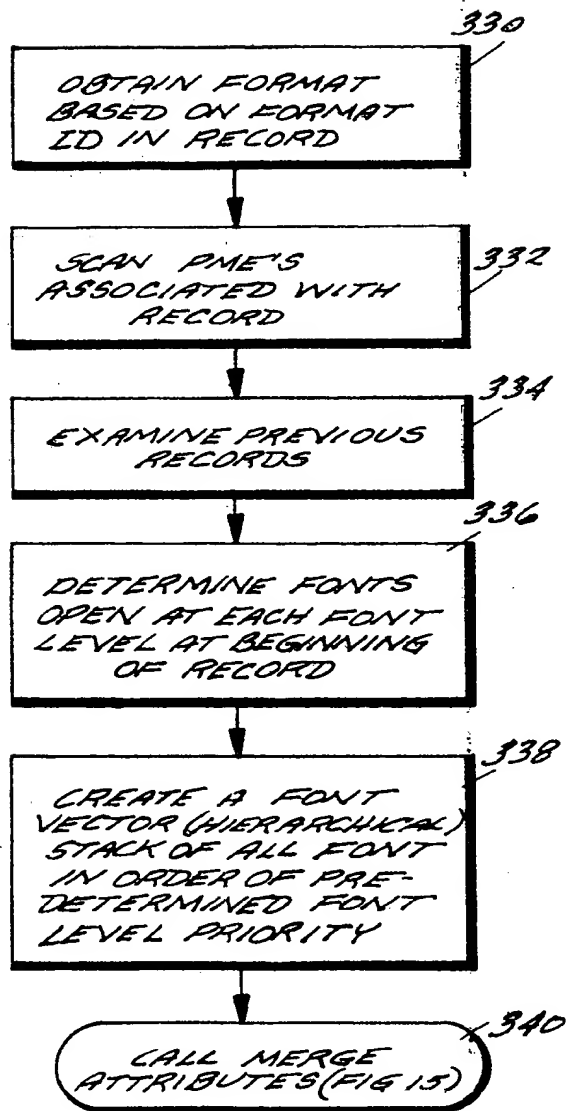 330
OBTAIN FORMAT
BASED ON FORMAT
ID IN RECORD
332
SCAN PME'S
ASSOCIATED WITH
RECORD
334
EXAMINE PREVIOUS
RECORDS
336
DETERMINE FONTS
OPEN AT EACH FONT
LEVEL AT BEGINNING
OF RECORD
338
CREATE A FONT
VECTOR (HIERARCHICAL)
STACK OF ALL FONT
IN ORDER OF PRE-
DETERMINED FONT
LEVEL PRIORITY
340
CALL MERGE
ATTRIBUTES (FIG 15)